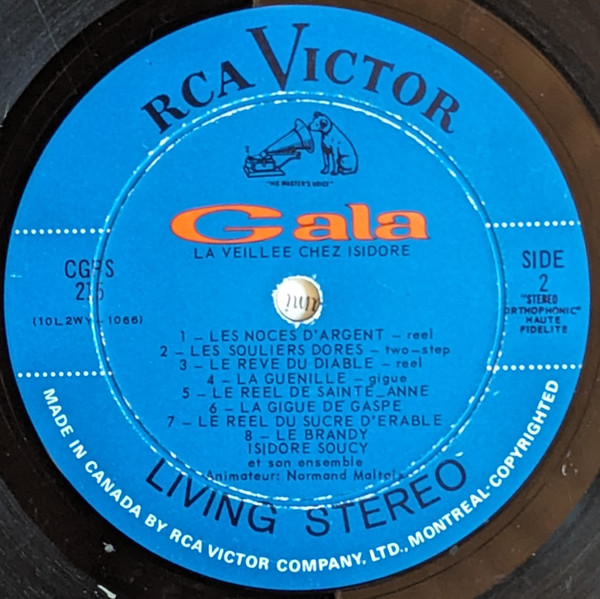 RCA VICTOR
"HIS MASTER'S VOICE"
Gala
LA VEILLEE CHEZ ISIDORE
CGPS
215
(10L2WY-1066)
SIDE
2
"STEREO
ORTHOPHONIC"
HAUTE
FIDELITE
1 – LES NOCES D'ARGENT – reel
2 – LES SOULIERS DORES – two-step
3 – LE REVE DU DIABLE – reel
4 – LA GUENILLE – gigue
5 – LE REEL DE SAINTE_ANNE
6 – LA GIGUE DE GASPE
7 – LE REEL DU SUCRE D'ERABLE
8 – LE BRANDY
ISIDORE SOUCY
et son ensemble
Animateur: Normand Maltais
LIVING STEREO
MADE IN CANADA BY RCA VICTOR COMPANY, LTD., MONTREAL-COPYRIGHTED